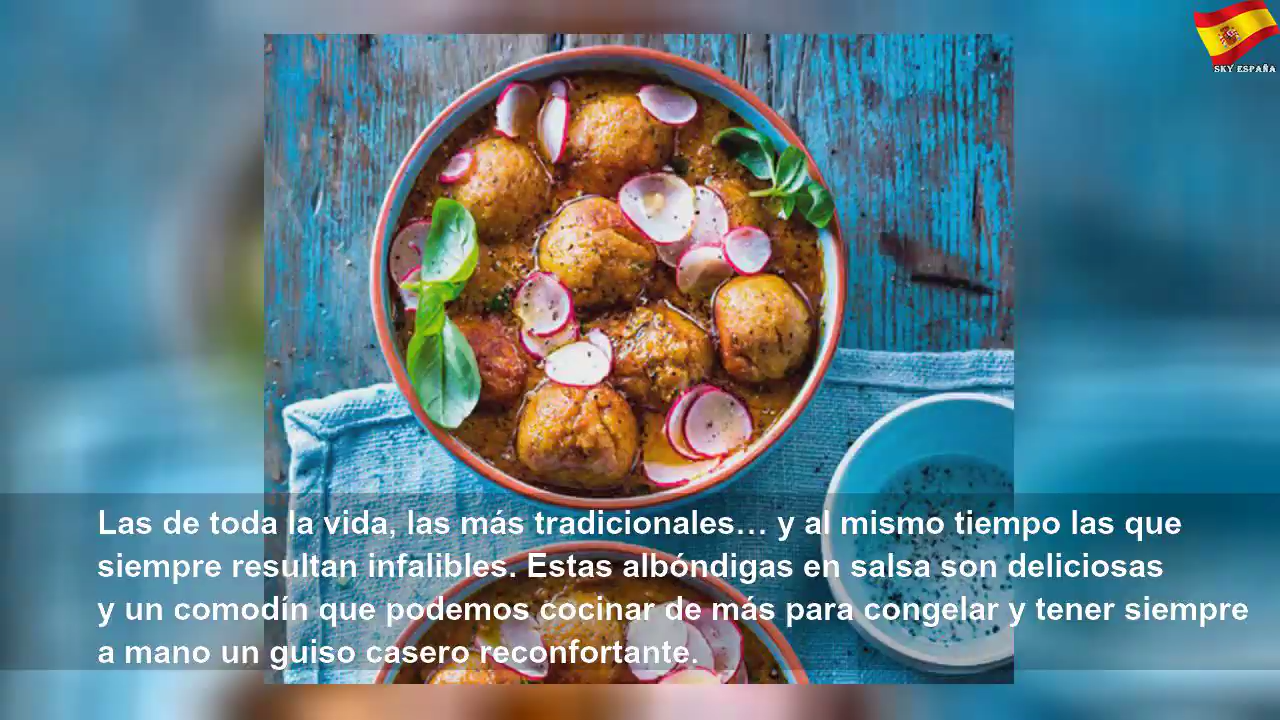 SKY ESPAÑA
Las de toda la vida, las más tradicionales… y al mismo tiempo las que
siempre resultan infalibles. Estas albóndigas en salsa son deliciosas
y un comodín que podemos cocinar de más para congelar y tener siempre
a mano un guiso casero reconfortante.